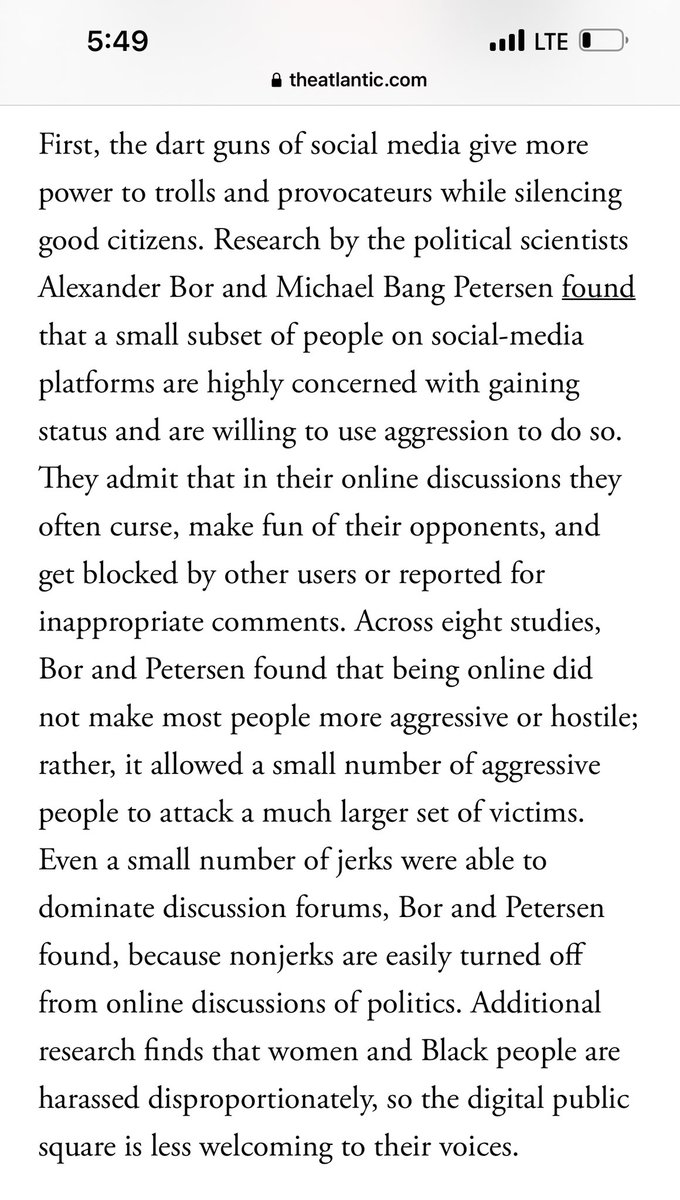 5:49
LTE
theatlantic.com
First, the dart guns of social media give more
power to trolls and provocateurs while silencing
good citizens. Research by the political scientists
Alexander Bor and Michael Bang Petersen found
that a small subset of people on social-media
platforms are highly concerned with gaining
status and are willing to use aggression to do so.
They admit that in their online discussions they
often curse, make fun of their opponents, and
get blocked by other users or reported for
inappropriate comments. Across eight studies,
Bor and Petersen found that being online did
not make most people more aggressive or hostile;
rather, it allowed a small number of aggressive
people to attack a much larger set of victims.
Even a small number of jerks were able to
dominate discussion forums, Bor and Petersen
found, because nonjerks are easily turned off
from online discussions of politics. Additional
research finds that women and Black people are
harassed disproportionately, so the digital public
square is less welcoming to their voices.